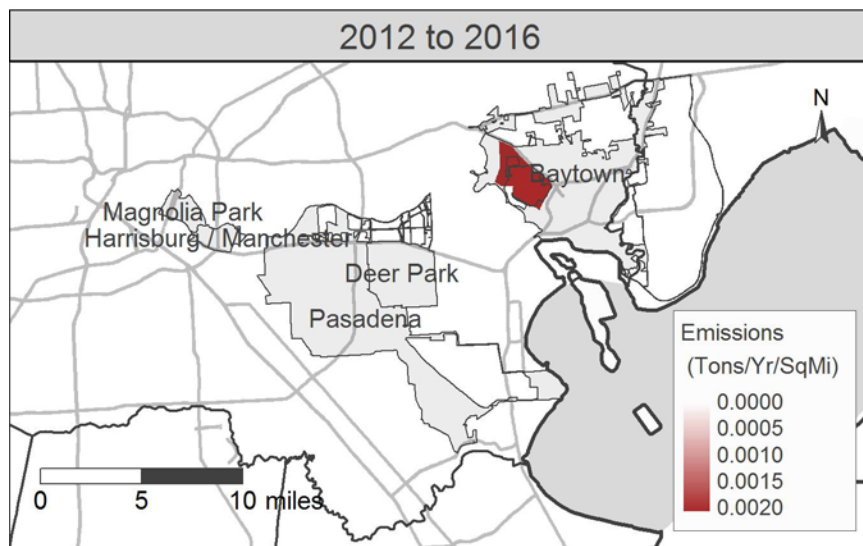 2012 to 2016
N
Baytown
Magnolia Park
Harrisburg
Manchester
Deer Park
Pasadena
Emissions
(Tons/Yr/SqMi)
0.0000
0.0005
0.0010
0.0015
0.0020
0 5 10 miles